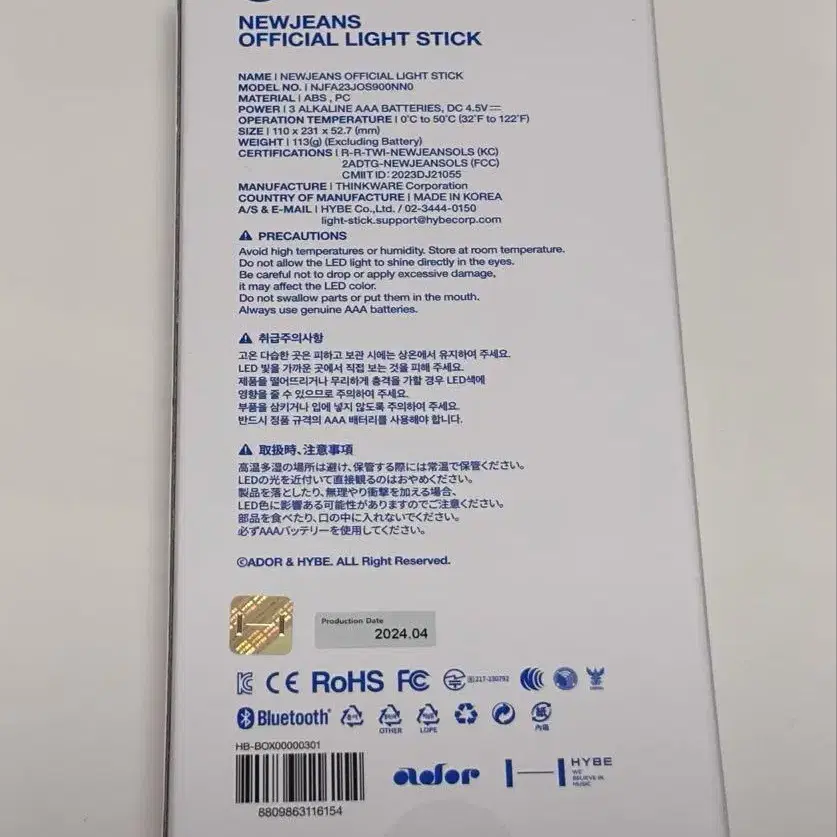 NEWJEANS
OFFICIAL LIGHT STICK
NAME | NEWJEANS OFFICIAL LIGHT STICK
MODEL NO. | NJFA23JOS900NN0
MATERIAL | ABS , PC
POWER | 3 ALKALINE AAA BATTERIES, DC 4.5V⎓
OPERATION TEMPERATURE | 0°C to 50°C (32°F to 122°F)
SIZE | 110 x 231 x 52.7 (mm)
WEIGHT | 113(g) (Excluding Battery)
CERTIFICATIONS | R-R-TWI-NEWJEANSOLS (KC)
2ADTG-NEWJEANSOLS (FCC)
CMIIT ID: 2023DJ21055
MANUFACTURE | THINKWARE Corporation
COUNTRY OF MANUFACTURE | MADE IN KOREA
A/S & E-MAIL | HYBE Co.,Ltd. / 02-3444-0150
light-stick.support@hybecorp.com
⚠ PRECAUTIONS
Avoid high temperatures or humidity. Store at room temperature.
Do not allow the LED light to shine directly in the eyes.
Be careful not to drop or apply excessive damage,
it may affect the LED color.
Do not swallow parts or put them in the mouth.
Always use genuine AAA batteries.
⚠ 취급주의사항
고온 다습한 곳은 피하고 보관 시에는 상온에서 유지하여 주세요.
LED 빛을 가까운 곳에서 직접 보는 것을 피해 주세요.
제품을 떨어뜨리거나 무리하게 충격을 가할 경우 LED색에
영향을 줄 수 있으므로 주의하여 주세요.
부품을 삼키거나 입에 넣지 않도록 주의하여 주세요.
반드시 정품 규격의 AAA 배터리를 사용해야 합니다.
⚠ 取扱時、注意事項
高温多湿の場所は避け、保管する際には常温で保管ください。
LEDの光を近付いて直接観るのはおやめください。
製品を落としたり、無理やり衝撃を加える場合、
LED色に影響ある可能性がありますのでご注意ください。
部品を食べたり、口の中に入れないでください。
必ずAAAバッテリーを使用してください。
©ADOR & HYBE. ALL Right Reserved.
Production Date
2024.04
CE RoHS FC 217-230792
Bluetooth®
OTHER LDPE 紙 内箱
HB-BOX00000301
8809863116154
ador
HYBE
WE
BELIEVE IN
MUSIC